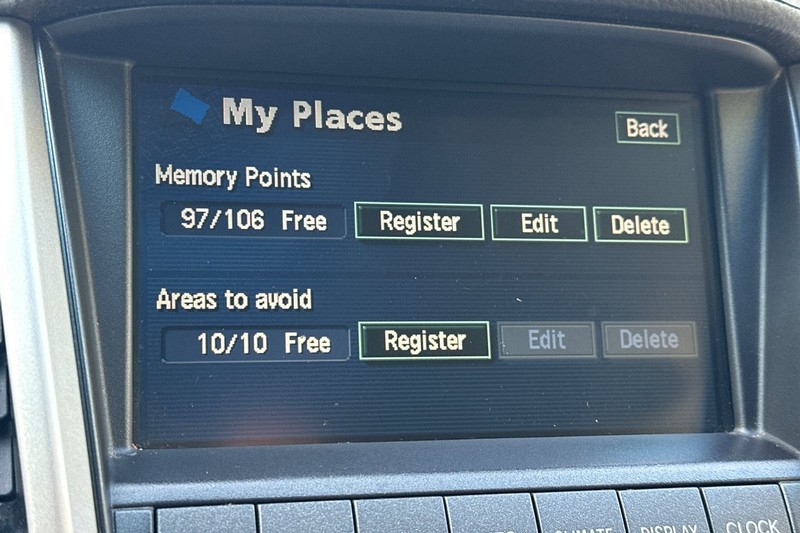 My Places
Back
Memory Points
97/106 Free Register Edit Delete
Areas to avoid
10/10 Free Register Edit Delete
CLIMATE DISPLAY CLOCK